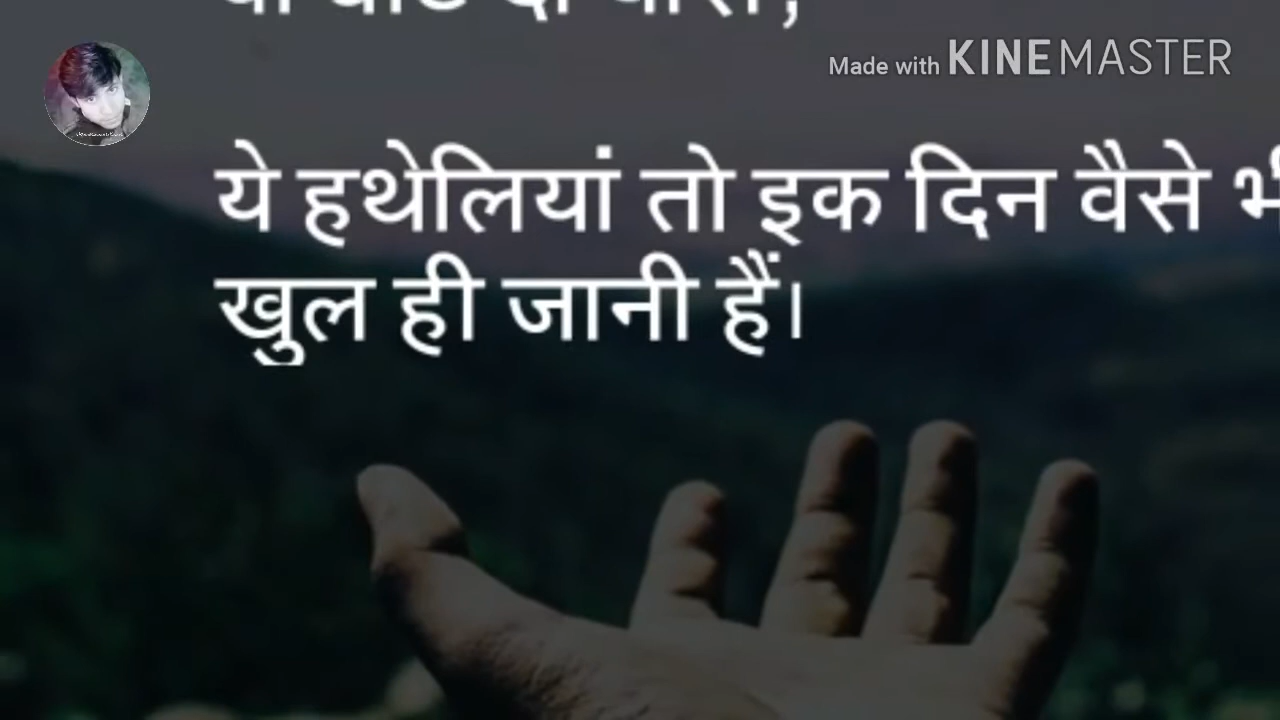 Made with KINEMASTER
ये हथेलियां तो इक दिन वैसे भी
खुल ही जानी हैं।